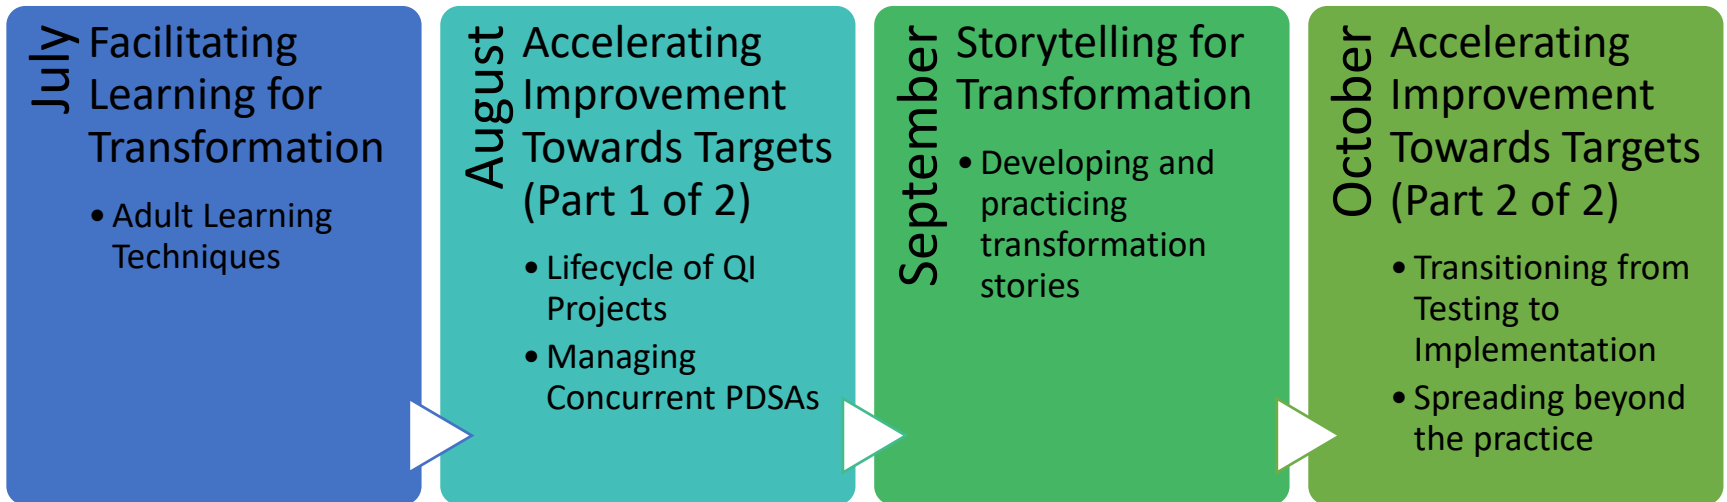 July
Facilitating
Learning for
Transformation
• Adult Learning
Techniques
August
Accelerating
Improvement
Towards Targets
(Part 1 of 2)
• Lifecycle of QI
Projects
• Managing
Concurrent PDSAs
September
Storytelling for
Transformation
• Developing and
practicing
transformation
stories
October
Accelerating
Improvement
Towards Targets
(Part 2 of 2)
• Transitioning from
Testing to
Implementation
• Spreading beyond
the practice